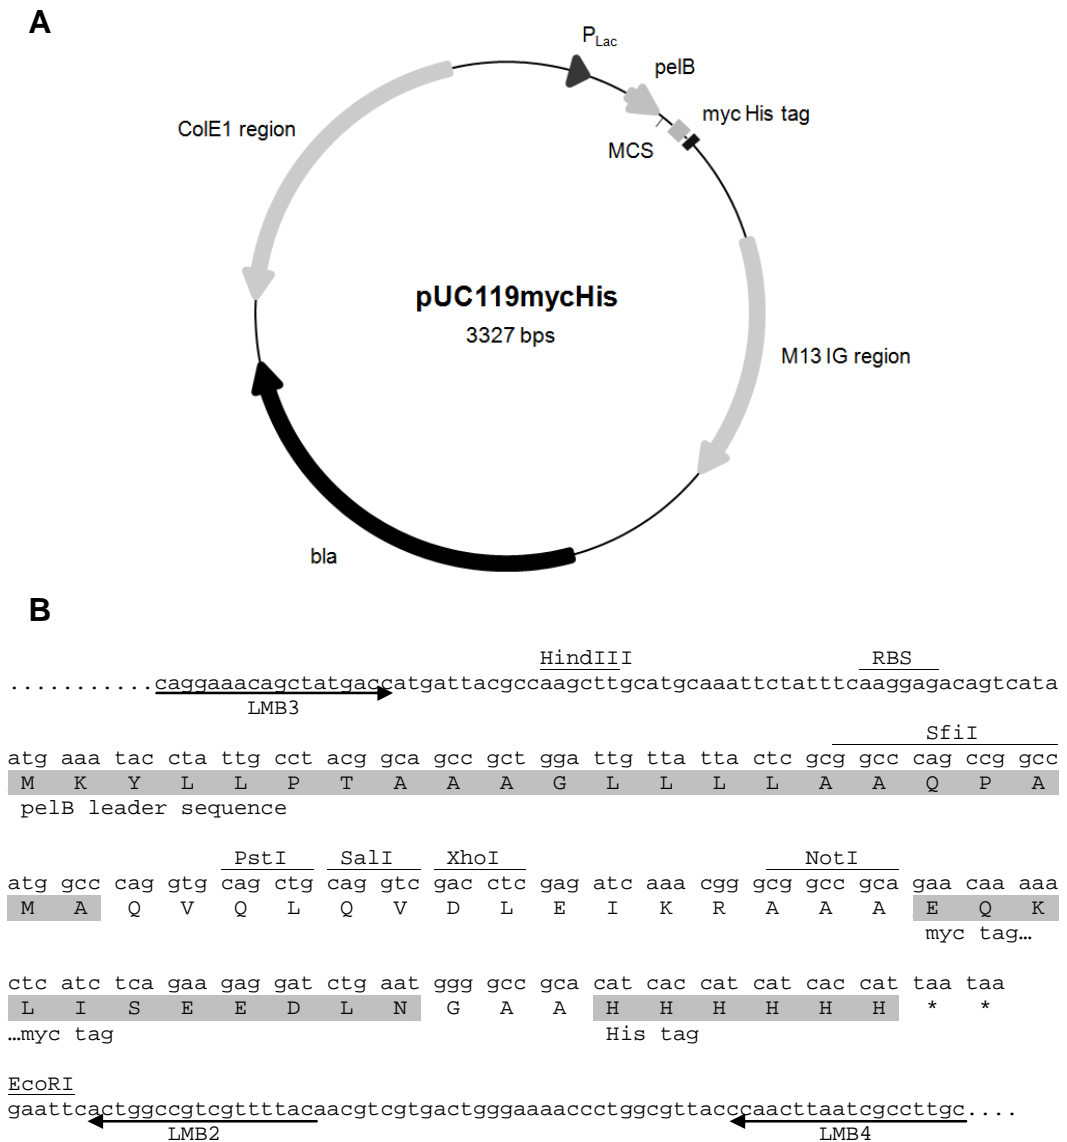 A
PLac
pelB
myc His tag
MCS
ColE1 region
pUC119mycHis
3327 bps
M13 IG region
bla
B
HindIII RBS
...........caggaaacagctatgaccatgattacgccaagcttgcatgcaaattctatttcaaggagacagtcata
LMB3
SfiI
atg aaa tac cta ttg cct acg gca gcc gct gga ttg tta tta ctc gcg gcc cag ccg gcc
M K Y L L P T A A A G L L L L A A Q P A
pelB leader sequence
PstI SalI XhoI NotI
atg gcc cag gtg cag ctg cag gtc gac ctc gag atc aaa cgg gcg gcc gca gaa caa aaa
M A Q V Q L Q V D L E I K R A A A E Q K
myc tag…
ctc atc tca gaa gag gat ctg aat ggg gcc gca cat cac cat cat cac cat taa taa
L I S E E D L N G A A H H H H H H * *
…myc tag His tag
EcoRI
gaattcactggccgtcgttttacaacgtcgtgactgggaaaaccctggcgttacccaacttaatcgccttgc....
LMB2 LMB4